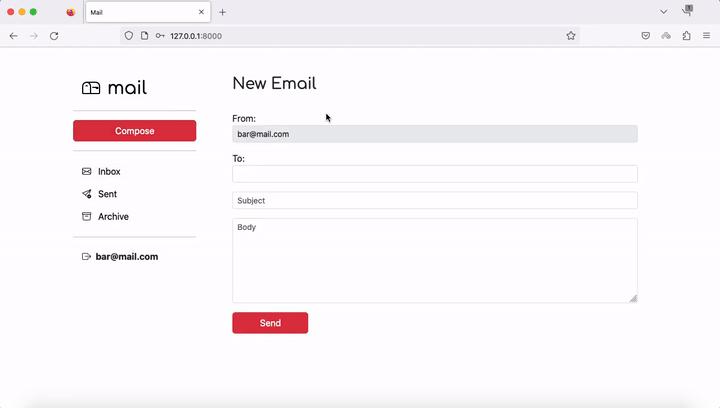 Mail
127.0.0.1:8000
mail
Compose
Inbox
Sent
Archive
bar@mail.com
New Email
From:
bar@mail.com
To:
Subject
Body
Send